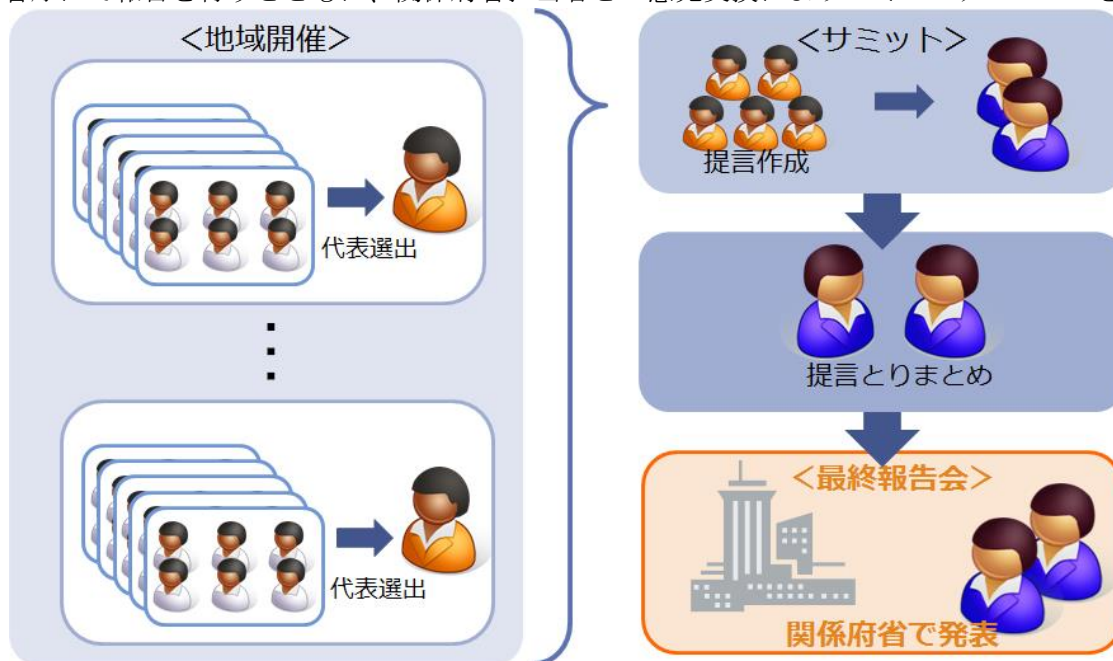 <地域開催>
代表選出
代表選出
<サミット>
提言作成
提言とりまとめ
<最終報告会>
関係府省で発表